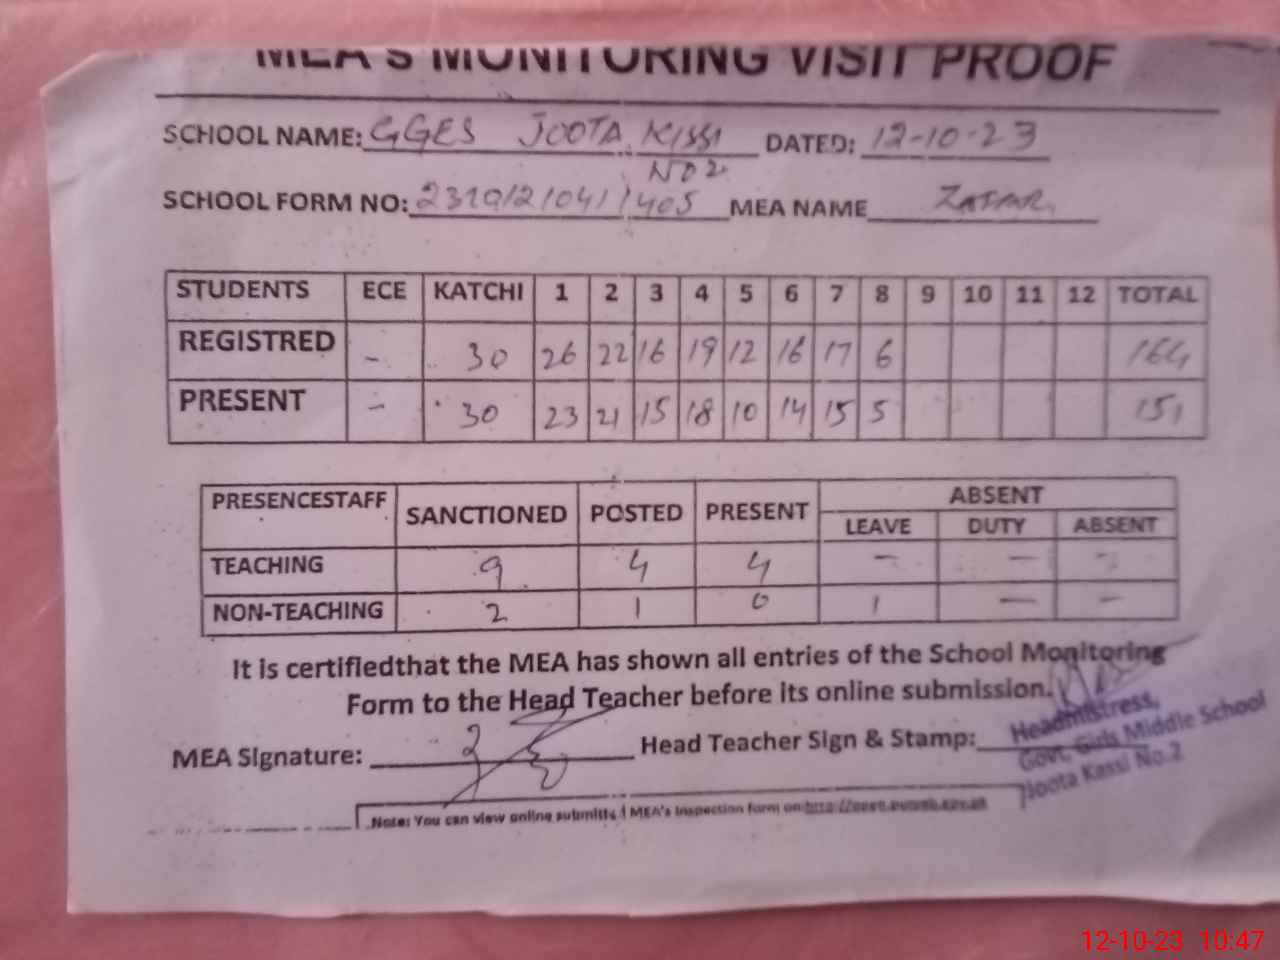 MEA'S MONITORING VISIT PROOF
SCHOOL NAME: GGES JOOTA KISSI DATED: 12-10-23
NO 2
SCHOOL FORM NO: 2310/2/041/1405 MEA NAME ZAFAR
STUDENTS ECE KATCHI 1 2 3 4 5 6 7 8 9 10 11 12 TOTAL
REGISTRED - 30 26 22 16 19 12 16 17 6 164
PRESENT - 30 23 21 15 18 10 14 15 5 151
PRESENCESTAFF SANCTIONED POSTED PRESENT ABSENT
LEAVE DUTY ABSENT
TEACHING 9 4 4 - - -
NON-TEACHING 2 1 0 1 - -
It is certifiedthat the MEA has shown all entries of the School Monitoring
Form to the Head Teacher before its online submission.
MEA Signature: Head Teacher Sign & Stamp:
Headmistress,
Govt. Girls Middle School
Joota Kassi No.2
Note: You can view online submitted MEA's Inspection form on:
12-10-23 10:47